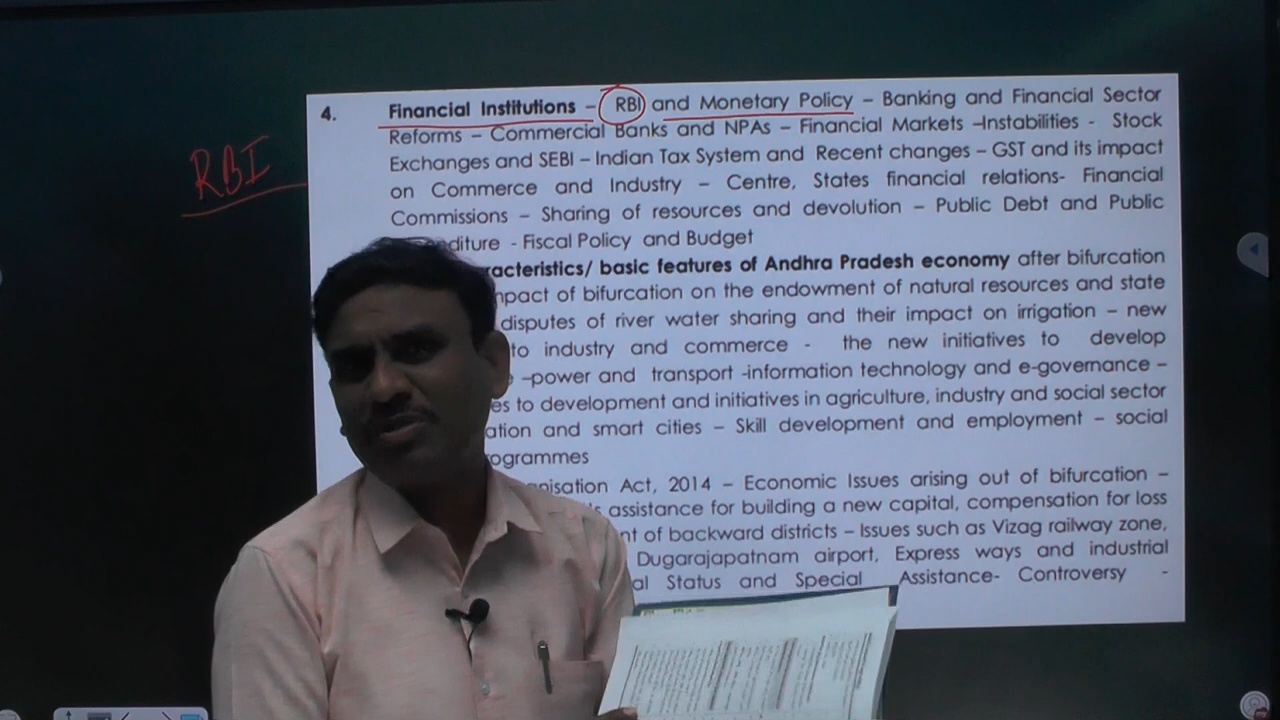 4. Financial Institutions – RBI and Monetary Policy – Banking and Financial Sector
RBI
Reforms – Commercial Banks and NPAs – Financial Markets –Instabilities - Stock
Exchanges and SEBI – Indian Tax System and Recent changes – GST and its impact
on Commerce and Industry – Centre, States financial relations- Financial
Commissions – Sharing of resources and devolution – Public Debt and Public
diture - Fiscal Policy and Budget
racteristics/ basic features of Andhra Pradesh economy after bifurcation
npact of bifurcation on the endowment of natural resources and state
disputes of river water sharing and their impact on irrigation – new
to industry and commerce - the new initiatives to develop
–power and transport -information technology and e-governance –
es to development and initiatives in agriculture, industry and social sector
ation and smart cities – Skill development and employment – social
ogrammes
anisation Act, 2014 – Economic Issues arising out of bifurcation –
's assistance for building a new capital, compensation for loss
nt of backward districts – Issues such as Vizag railway zone,
Dugarajapatnam airport, Express ways and industrial
al Status and Special Assistance- Controversy -